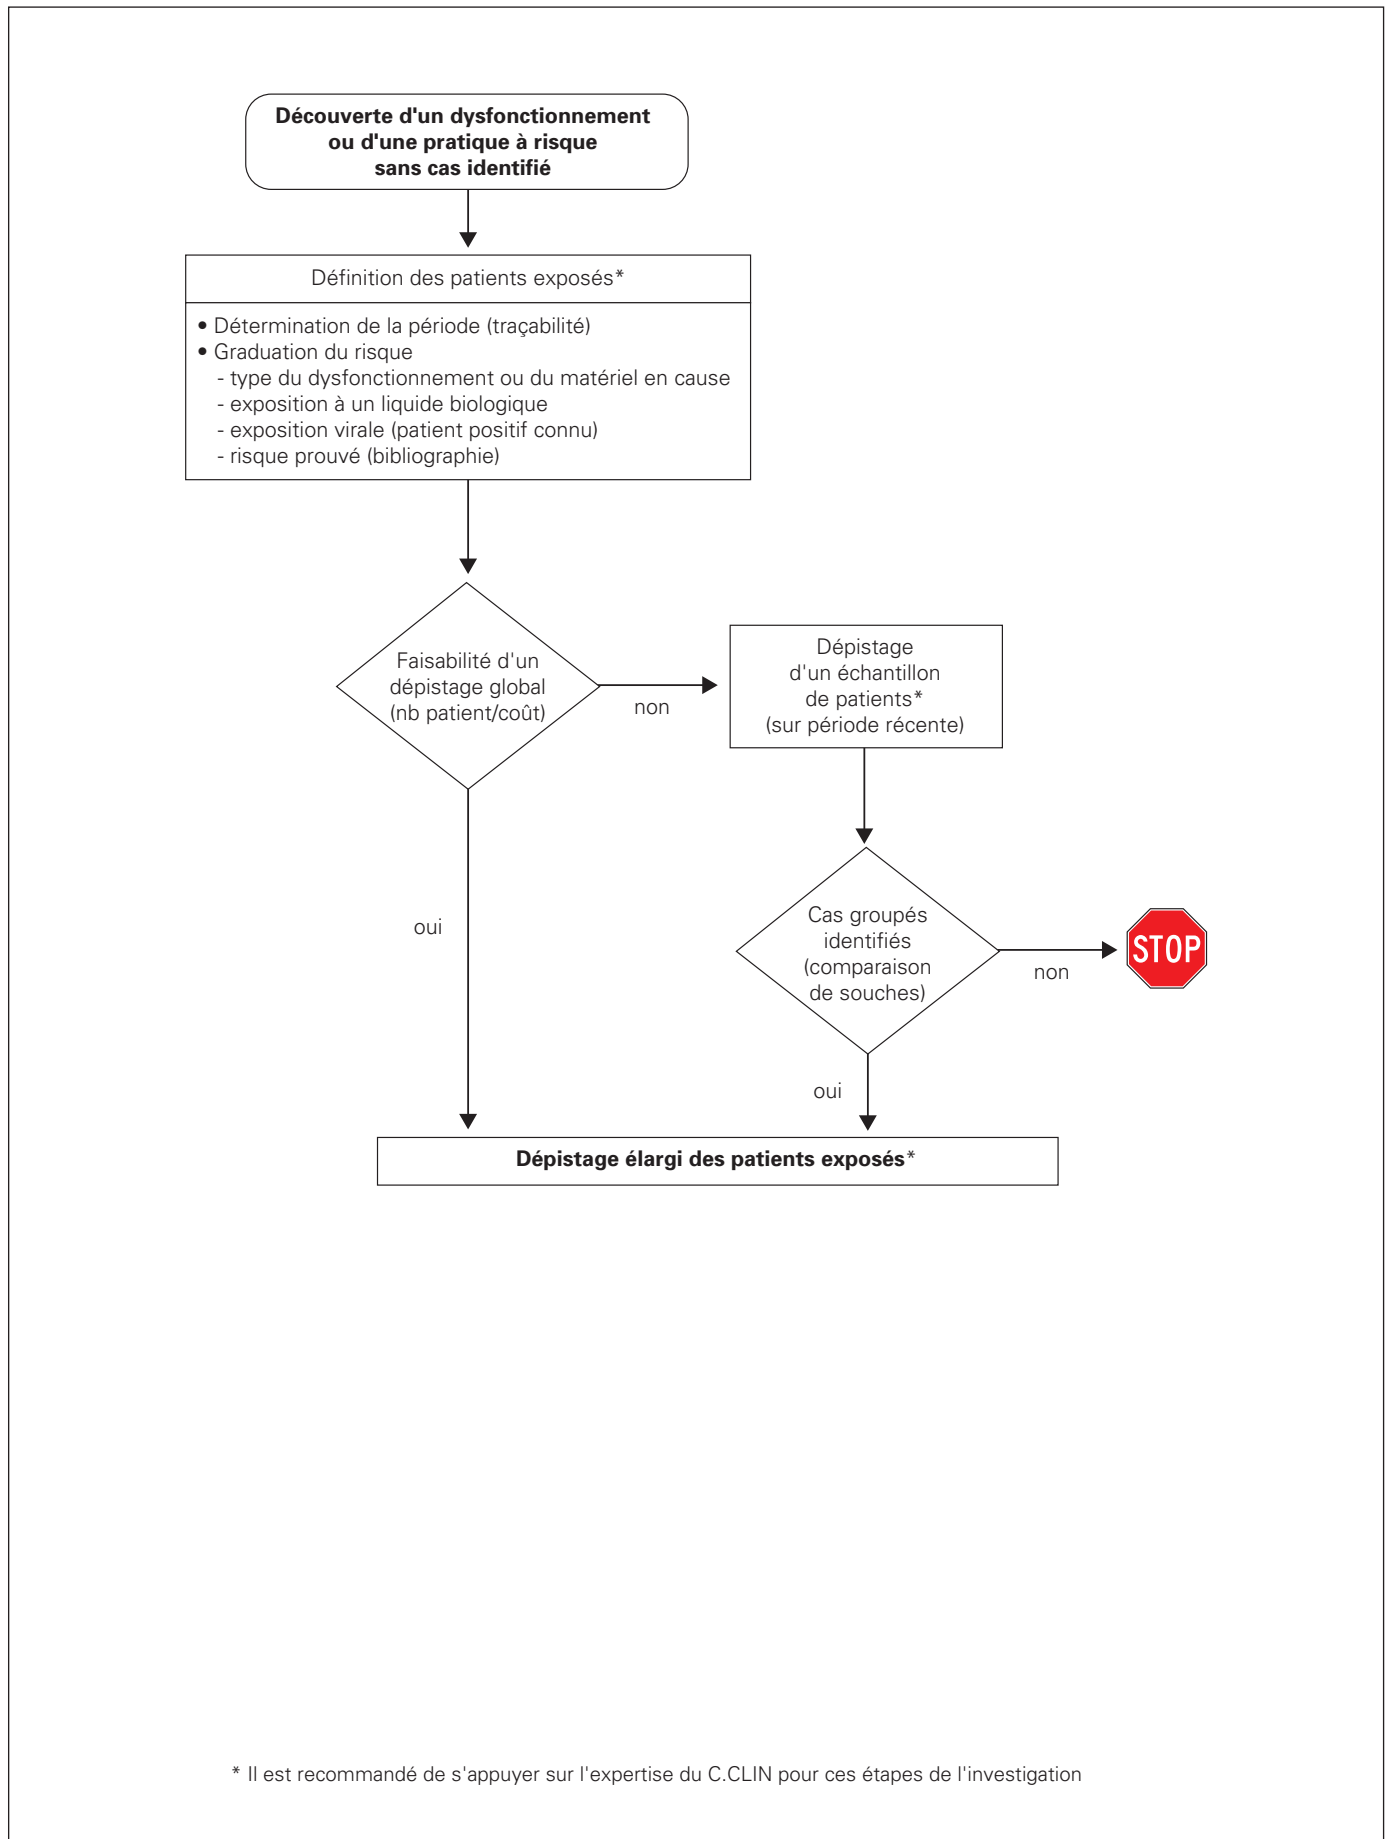 Découverte d'un dysfonctionnement
ou d'une pratique à risque
sans cas identifié
Définition des patients exposés*
• Détermination de la période (traçabilité)
• Graduation du risque
- type du dysfonctionnement ou du matériel en cause
- exposition à un liquide biologique
- exposition virale (patient positif connu)
- risque prouvé (bibliographie)
Faisabilité d'un
dépistage global
(nb patient/coût)
non
Dépistage
d'un échantillon
de patients*
(sur période récente)
oui
Cas groupés
identifiés
(comparaison
de souches)
non
STOP
oui
Dépistage élargi des patients exposés*
* Il est recommandé de s'appuyer sur l'expertise du C.CLIN pour ces étapes de l'investigation